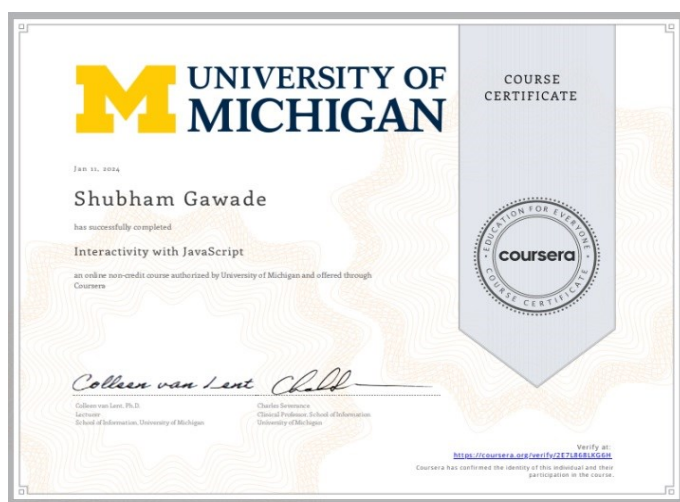 UNIVERSITY OF
MICHIGAN
COURSE
CERTIFICATE
Jan 11, 2024
Shubham Gawade
has successfully completed
Interactivity with JavaScript
an online non-credit course authorized by University of Michigan and offered through
Coursera
EDUCATION FOR EVERYONE
coursera
COURSE CERTIFICATE
Colleen van Lent
Colleen van Lent, Ph.D.
Lecturer
School of Information, University of Michigan
Charles Severance
Clinical Professor, School of Information
University of Michigan
Verify at:
https://coursera.org/verify/2E7L868LKG6H
Coursera has confirmed the identity of this individual and their
participation in the course.